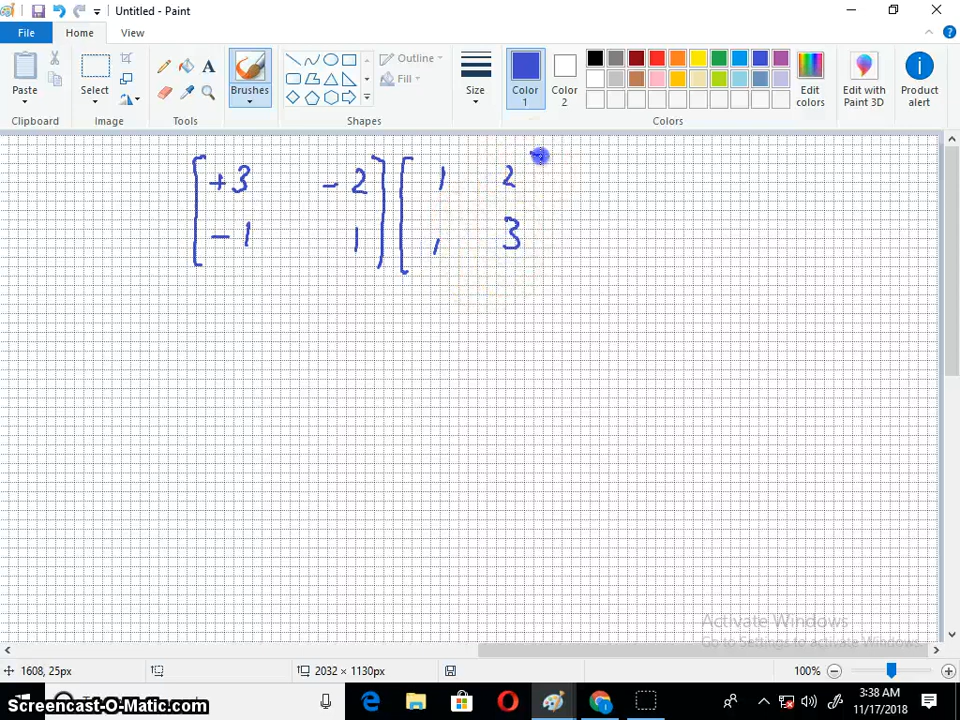 Untitled - Paint
File Home View
Paste Select Brushes Outline Fill Size Color 1 Color 2 Edit colors Edit with Paint 3D Product alert
Clipboard Image Tools Shapes Colors
+3 -2 1 2
-1 1 1 3
Activate Windows
Go to Settings to activate Windows.
1608, 25px 2032 × 1130px 100%
Screencast-O-Matic.com 3:38 AM
11/17/2018